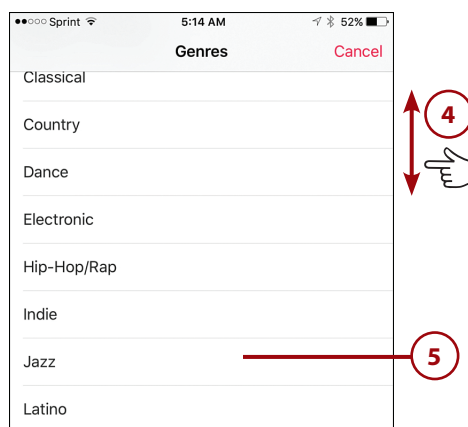 Sprint 5:14 AM 52%
Genres Cancel
Classical
Country
4
Dance
Electronic
Hip-Hop/Rap
Indie
Jazz
5
Latino